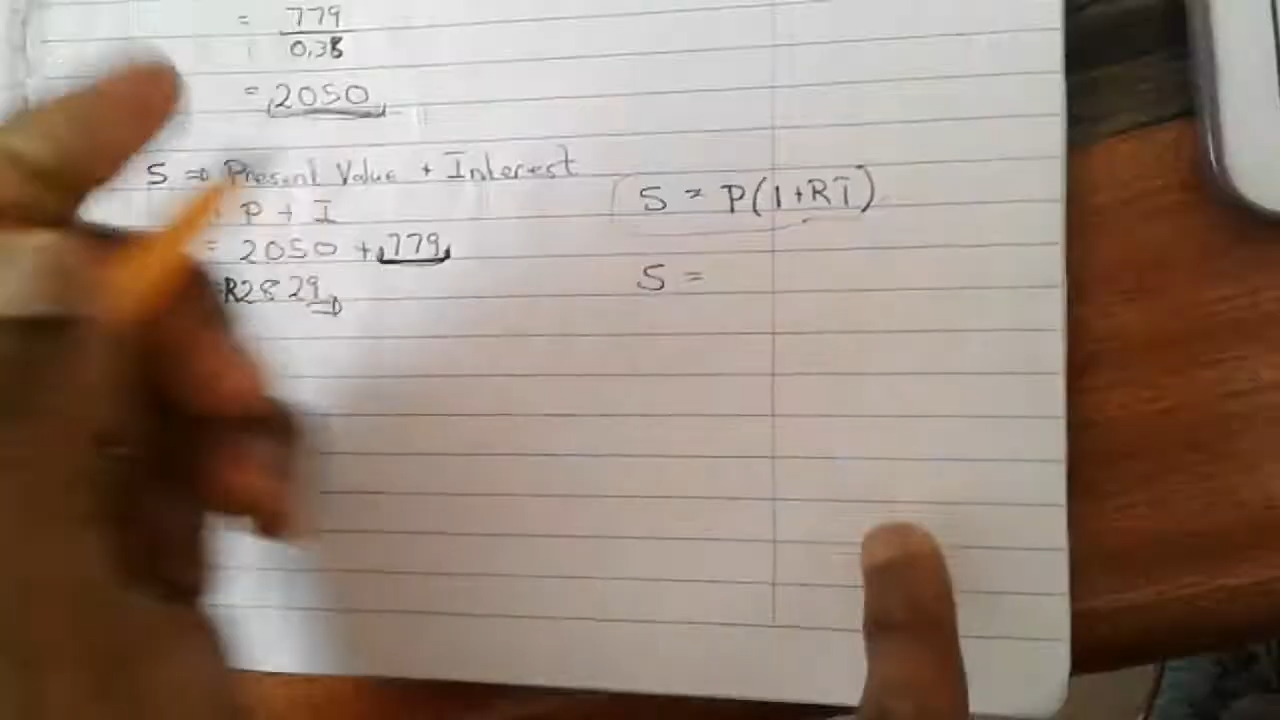 = 779
0,38
= 2050
S => Present Value + Interest
P + I
= 2050 + 779
=R2829
S = P(1+RT)
S =